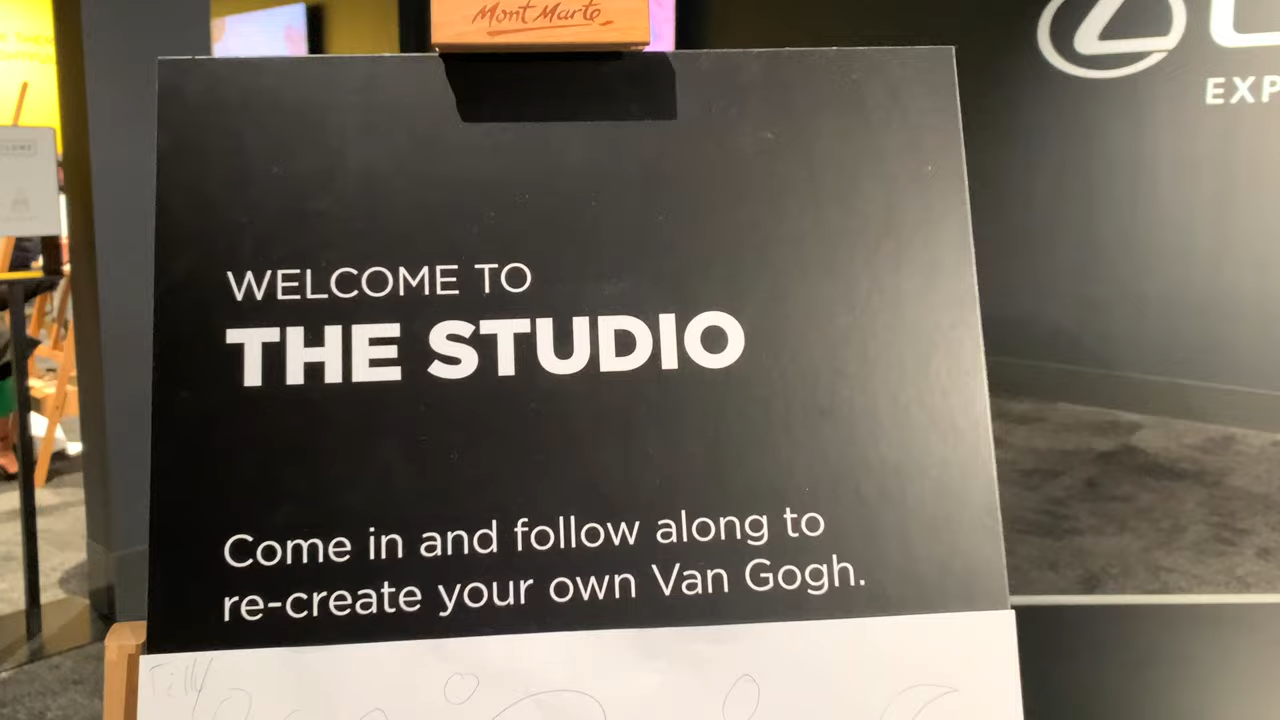 Mont Marte
EXP
WELCOME TO
THE STUDIO
Come in and follow along to
re-create your own Van Gogh.
Tilly